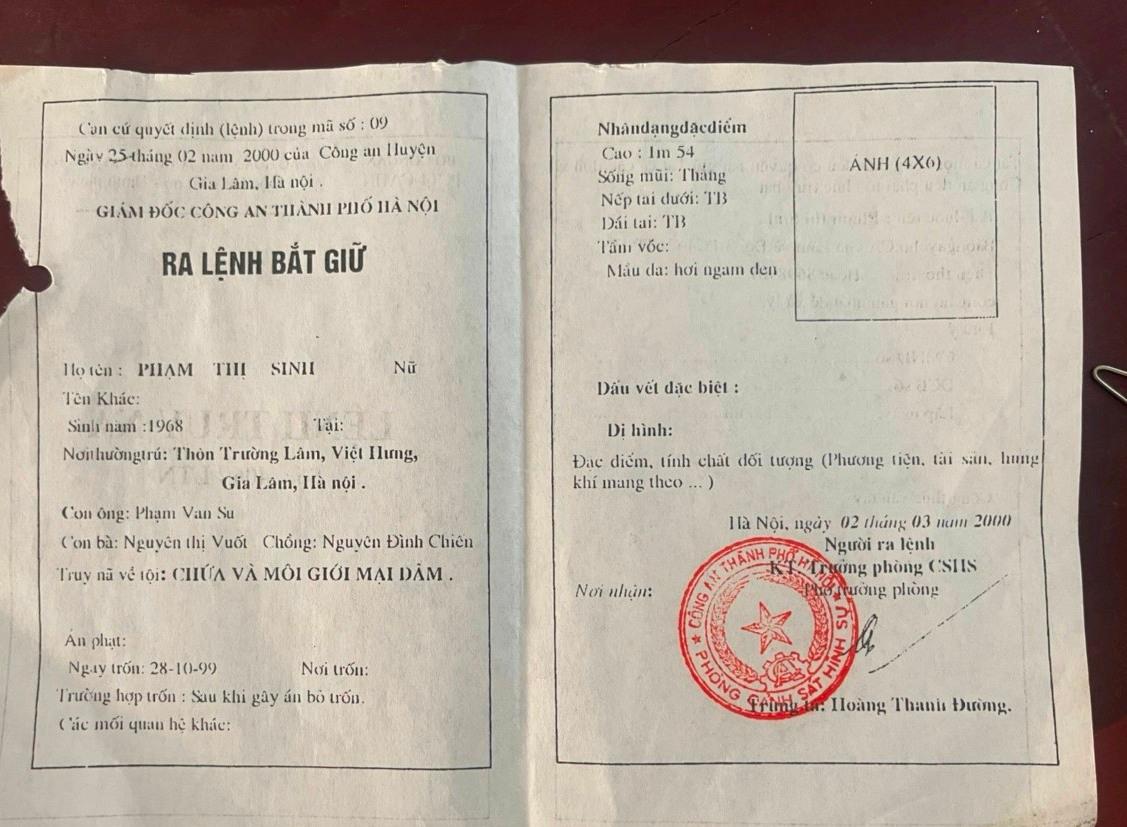 Căn cứ quyết định (lệnh) trong mã số : 09
Ngày 25 tháng 02 năm 2000 của Công an Huyện
Gia Lâm, Hà nội .
GIÁM ĐỐC CÔNG AN THÀNH PHỐ HÀ NỘI
RA LỆNH BẮT GIỮ
Họ tên : PHẠM THỊ SINH Nữ
Tên Khác:
Sinh năm :1968 Tại:
Nơithườngtrú: Thôn Trường Lâm, Việt Hưng,
Gia Lâm, Hà nội .
Con ông: Phạm Văn Su
Con bà: Nguyễn thị Vuốt Chồng: Nguyễn Đình Chiên
Truy nã về tội: CHỨA VÀ MÔI GIỚI MẠI DÂM .
Án phạt:
Ngày trốn: 28-10-99 Nơi trốn:
Trường hợp trốn : Sau khi gây án bỏ trốn.
Các mối quan hệ khác:
Nhândạngđặcđiểm
Cao : 1m 54
Sống mũi: Thẳng
Nếp tai dưới: TB
Dái tai: TB
Tầm vóc:
Mầu da: hơi ngăm đen
ẢNH (4X6)
Dấu vết đặc biệt :
Dị hình:
Đặc điểm, tính chất đối tượng (Phương tiện, tài sản, hung
khí mang theo ... )
Hà Nội, ngày 02 tháng 03 năm 2000
Người ra lệnh
KT. Trưởng phòng CSHS
Nơi nhận: Phó trưởng phòng
CÔNG AN THÀNH PHỐ HÀ NỘI
PHÒNG CẢNH SÁT HÌNH SỰ
Trung tá: Hoàng Thanh Đường.